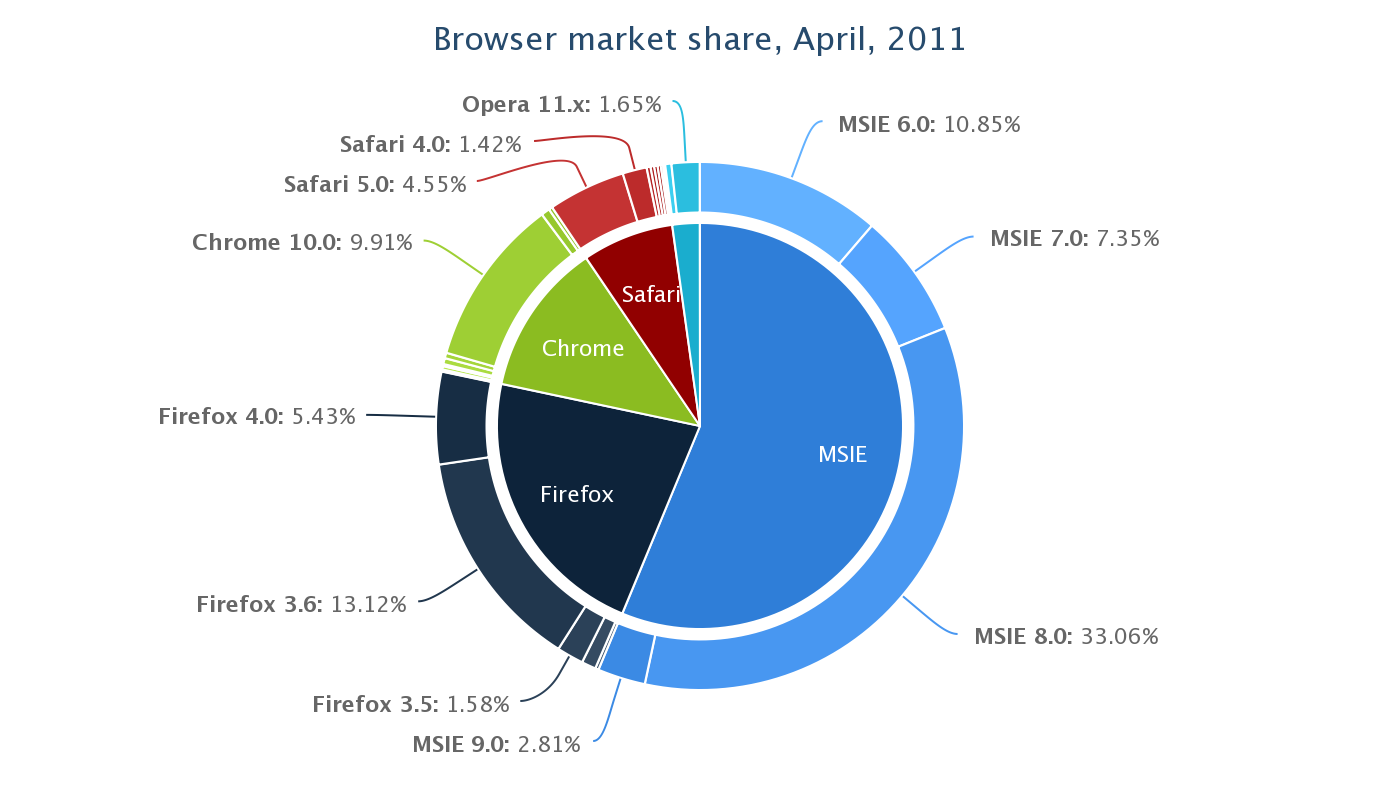 Browser market share, April, 2011
Opera 11.x: 1.65%
MSIE 6.0: 10.85%
Safari 4.0: 1.42%
Safari 5.0: 4.55%
Chrome 10.0: 9.91%
MSIE 7.0: 7.35%
Safari
Chrome
Firefox 4.0: 5.43%
MSIE
Firefox
Firefox 3.6: 13.12%
MSIE 8.0: 33.06%
Firefox 3.5: 1.58%
MSIE 9.0: 2.81%